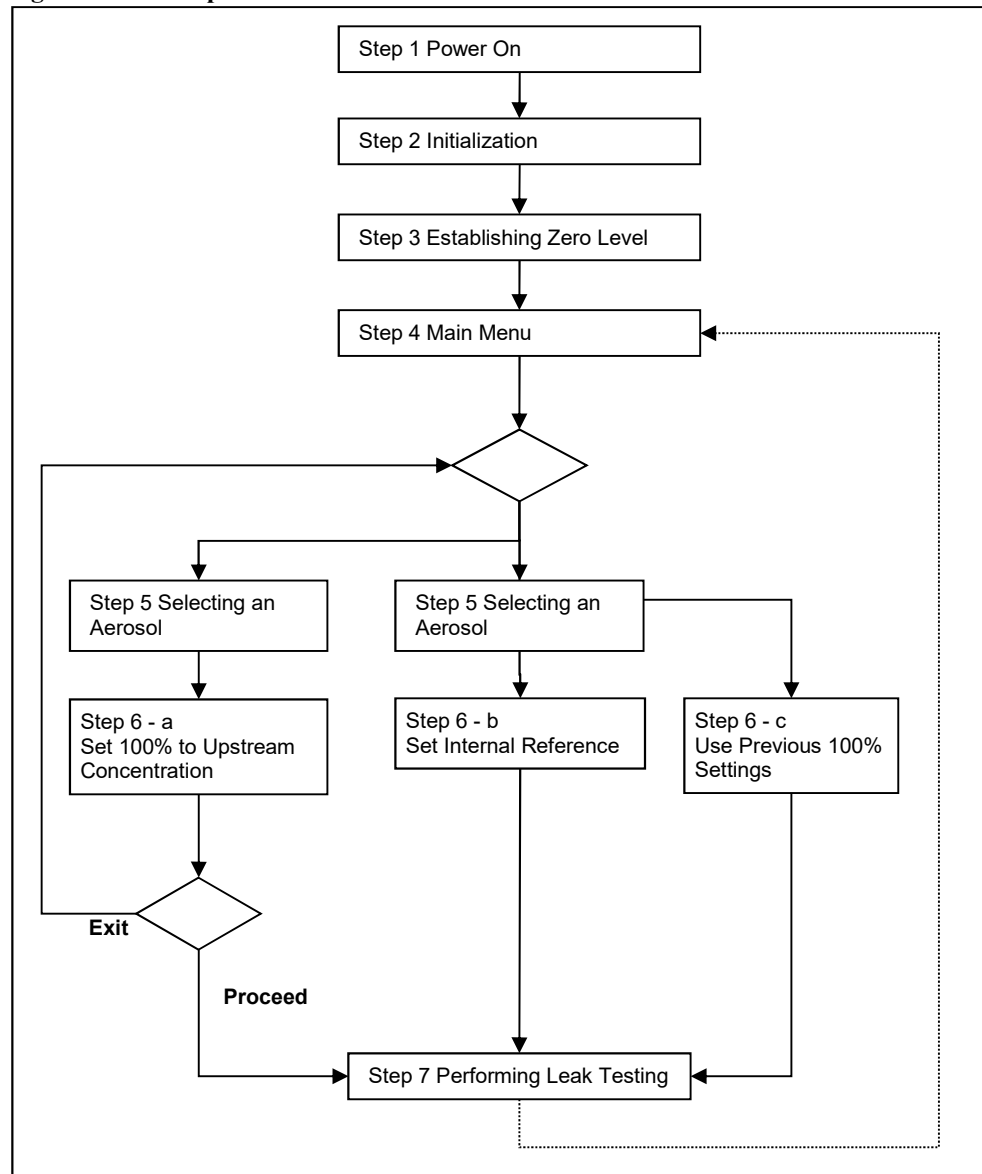 Step 1 Power On
Step 2 Initialization
Step 3 Establishing Zero Level
Step 4 Main Menu
Step 5 Selecting an
Aerosol
Step 5 Selecting an
Aerosol
Step 6 - a
Set 100% to Upstream
Concentration
Step 6 - b
Set Internal Reference
Step 6 - c
Use Previous 100%
Settings
Exit
Proceed
Step 7 Performing Leak Testing